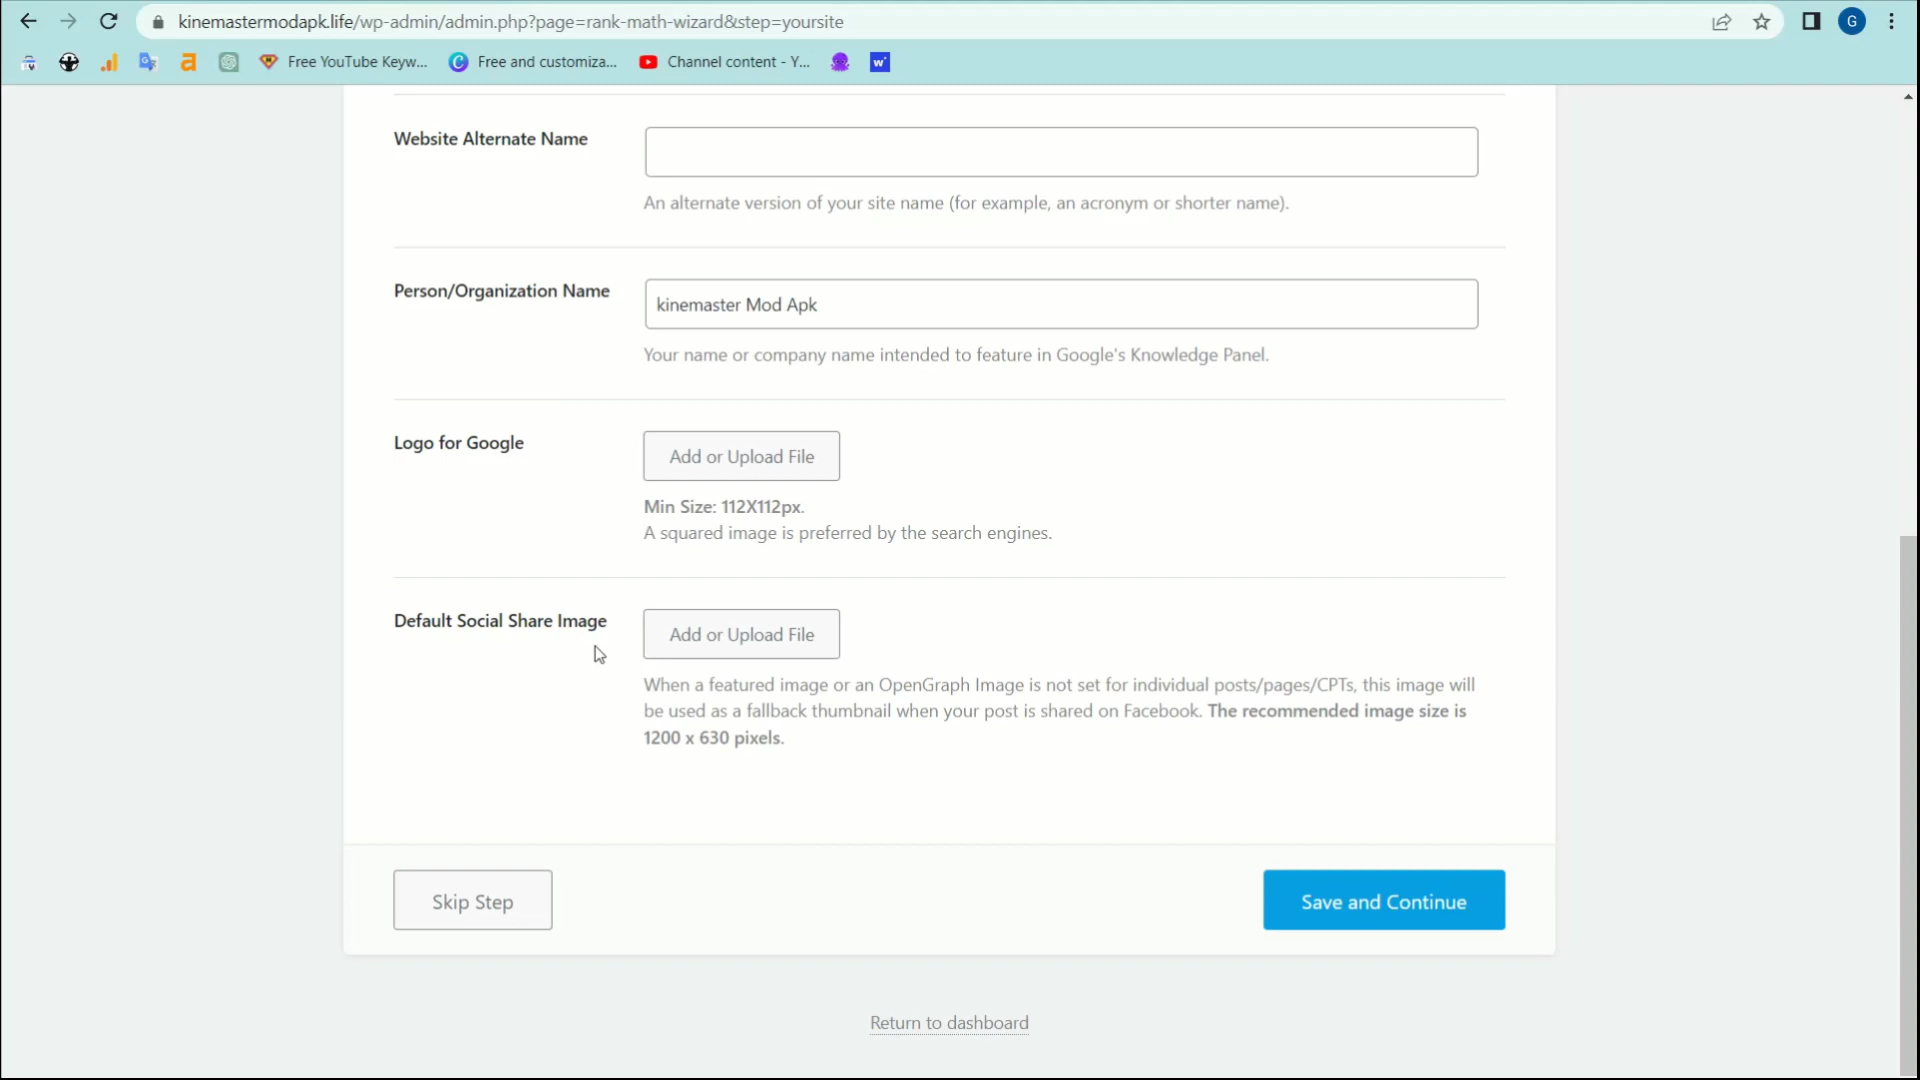 kinemastermodapk.life/wp-admin/admin.php?page=rank-math-wizard&step=yoursite
G
Free YouTube Keyw...
Free and customiza...
Channel content - Y...
Website Alternate Name
An alternate version of your site name (for example, an acronym or shorter name).
Person/Organization Name
kinemaster Mod Apk
Your name or company name intended to feature in Google's Knowledge Panel.
Logo for Google
Add or Upload File
Min Size: 112X112px.
A squared image is preferred by the search engines.
Default Social Share Image
Add or Upload File
When a featured image or an OpenGraph Image is not set for individual posts/pages/CPTs, this image will
be used as a fallback thumbnail when your post is shared on Facebook. The recommended image size is
1200 x 630 pixels.
Skip Step
Save and Continue
Return to dashboard